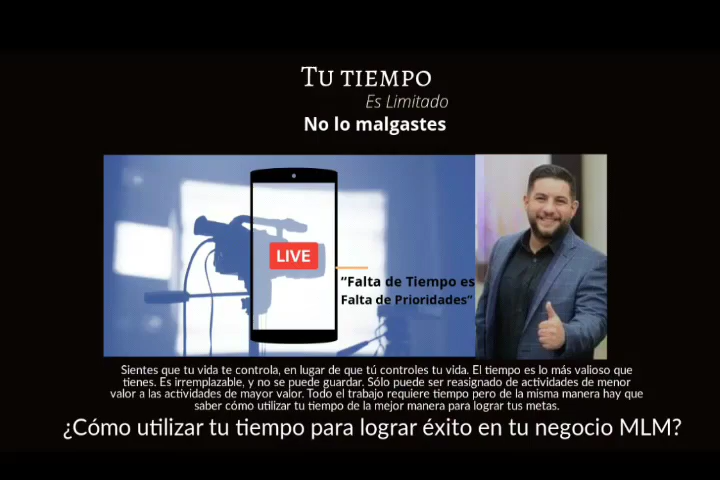 Tu tiempo
Es Limitado
No lo malgastes
LIVE
“Falta de Tiempo es
Falta de Prioridades"
Sientes que tu vida te controla, en lugar de que tú controles tu vida. El tiempo es lo más valioso que
tienes. Es irremplazable, y no se puede guardar. Sólo puede ser reasignado de actividades de menor
valor a las actividades de mayor valor. Todo el trabajo requiere tiempo pero de la misma manera hay que
saber cómo utilizar tu tiempo de la mejor manera para lograr tus metas.
¿Cómo utilizar tu tiempo para lograr éxito en tu negocio MLM?